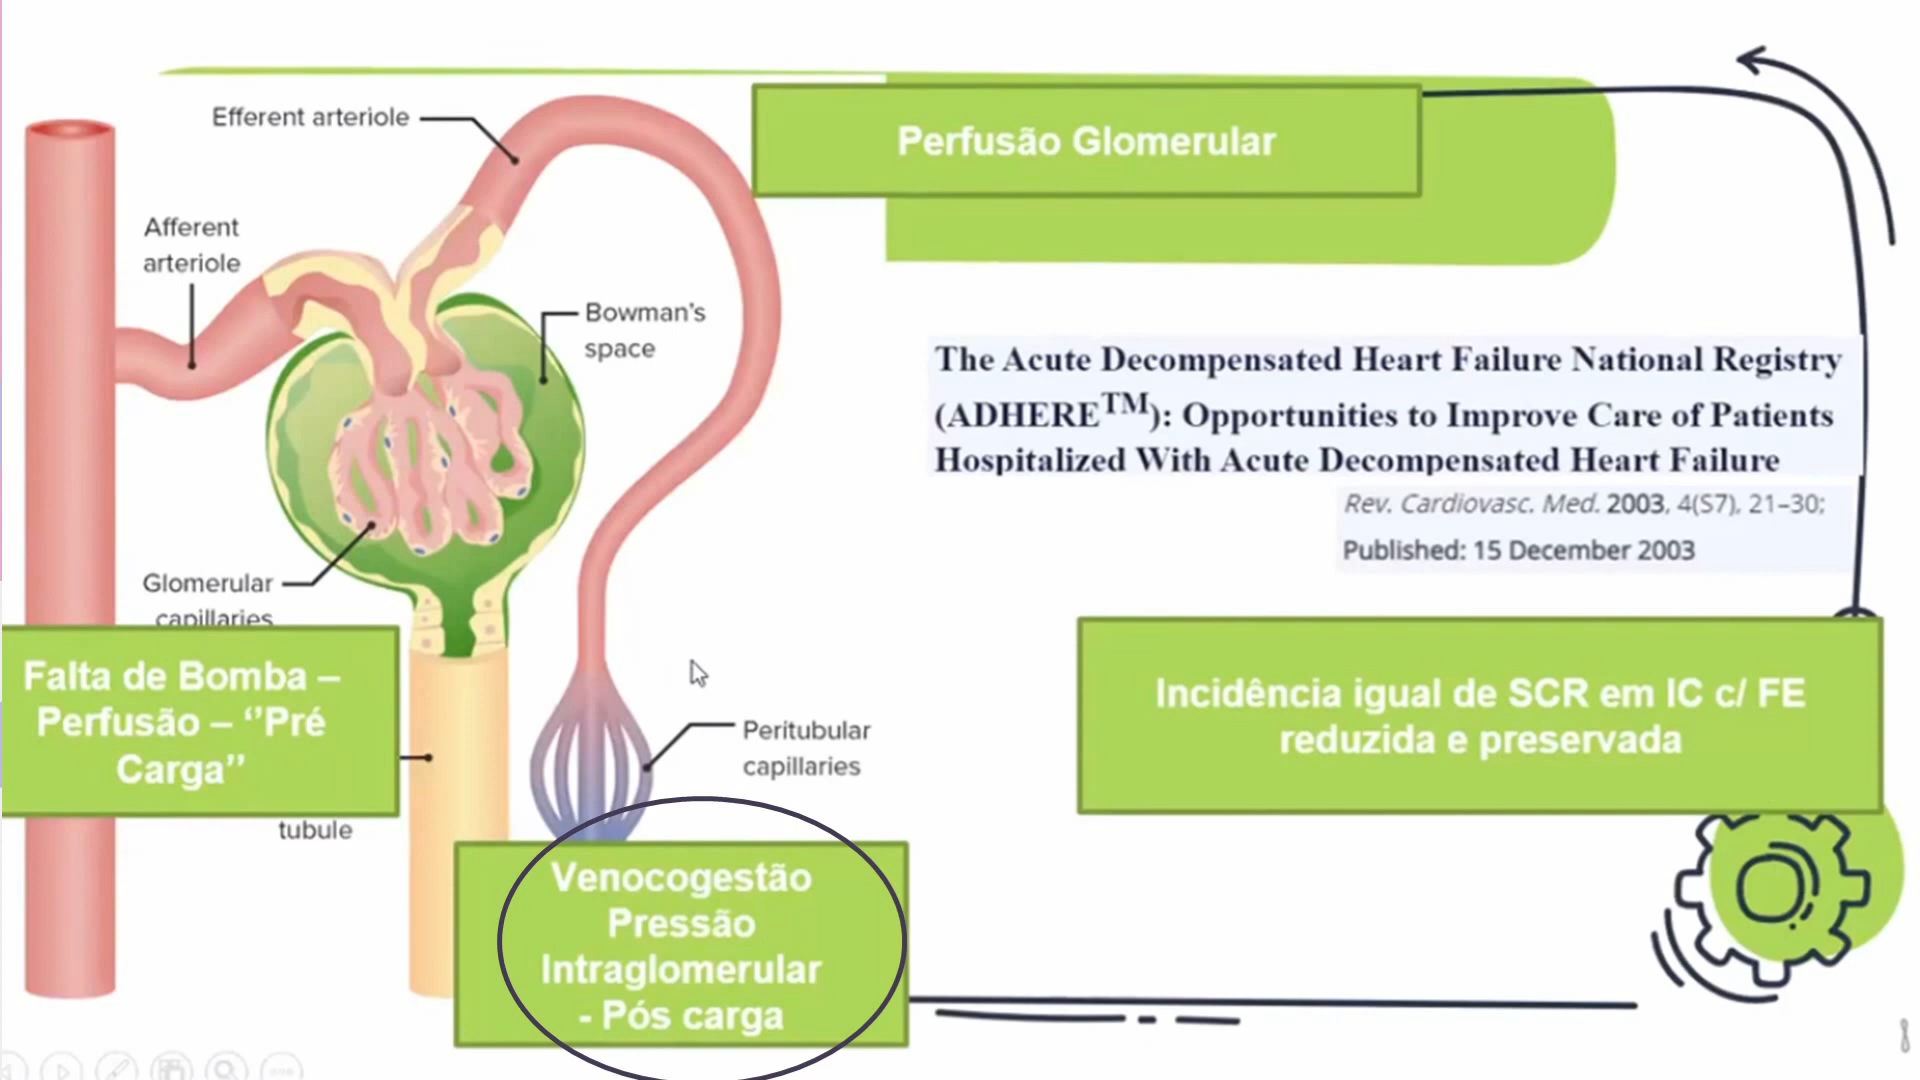 Perfusão Glomerular
Efferent arteriole
Afferent
arteriole
Bowman's
space
Glomerular
capillaries
The Acute Decompensated Heart Failure National Registry
(ADHERE™): Opportunities to Improve Care of Patients
Hospitalized With Acute Decompensated Heart Failure
Rev. Cardiovasc. Med. 2003, 4(S7), 21–30;
Published: 15 December 2003
Falta de Bomba –
Perfusão – ‘’Pré
Carga’’
tubule
Peritubular
capillaries
Incidência igual de SCR em IC c/ FE
reduzida e preservada
Venocogestão
Pressão
Intraglomerular
- Pós carga